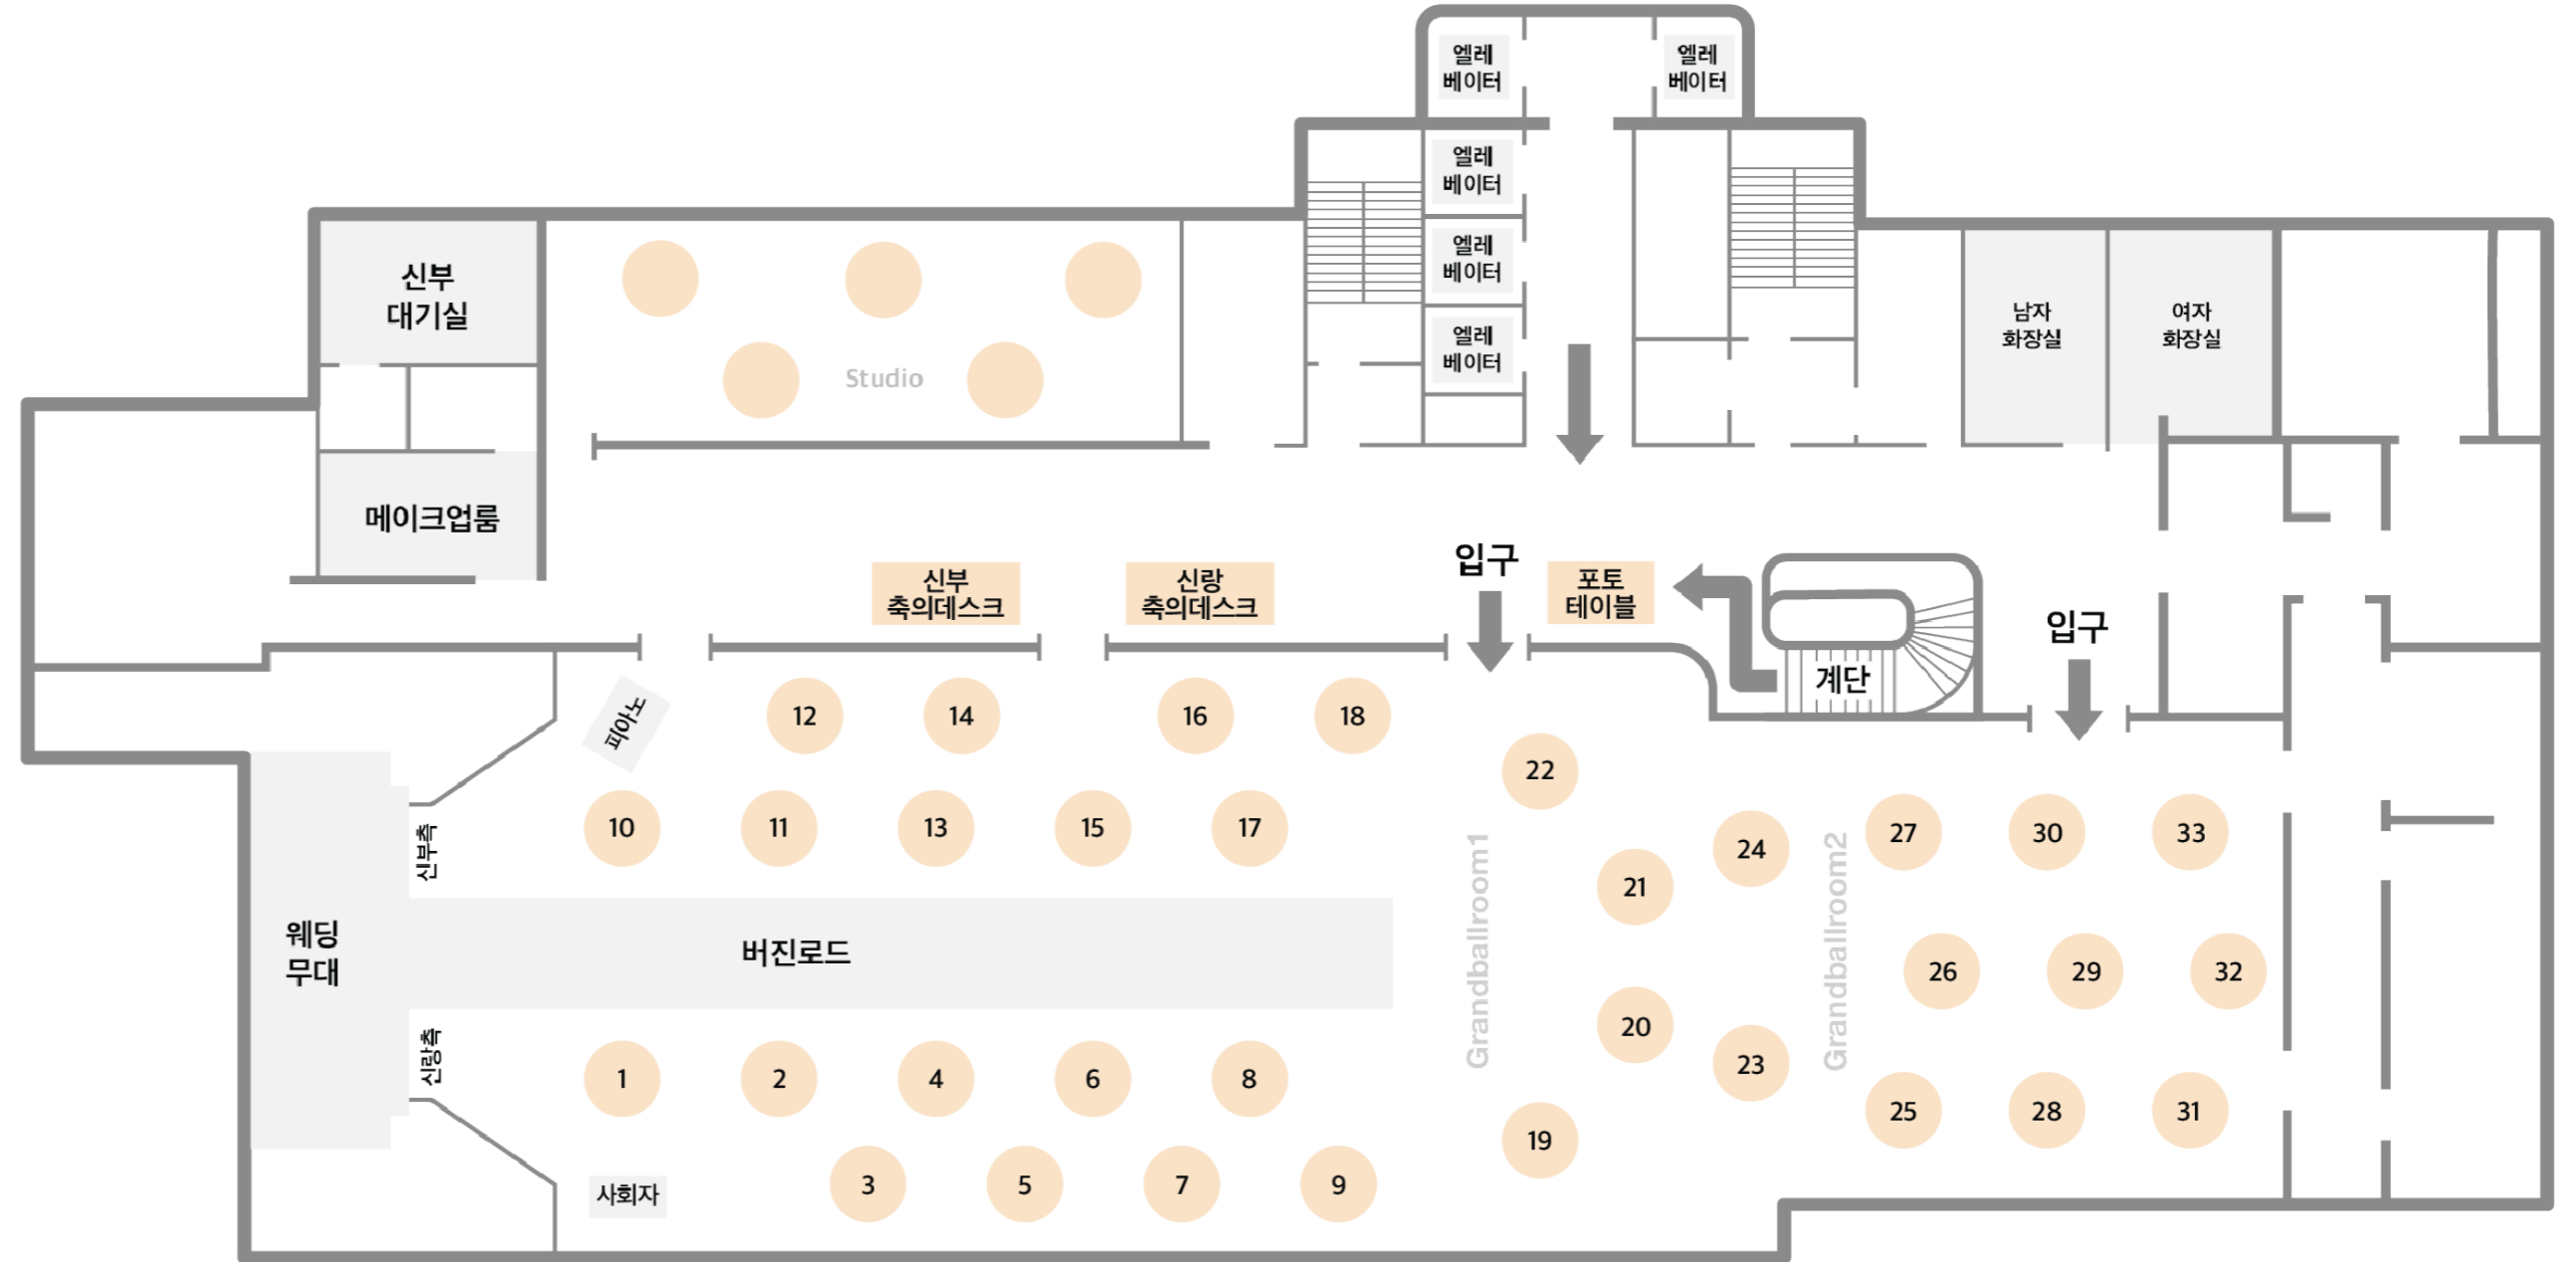 엘레
베이터
엘레
베이터
엘레
베이터
엘레
베이터
엘레
베이터
신부
대기실
Studio
남자
화장실
여자
화장실
메이크업룸
신부
축의데스크
신랑
축의데스크
입구
포토
테이블
계단
입구
피아노
12
14
16
18
22
10
11
13
15
17
24
21
27
30
33
신부측
웨딩
무대
버진로드
Grandballroom1
Grandballroom2
26
29
32
신랑측
1
2
4
6
8
20
23
25
28
31
19
사회자
3
5
7
9